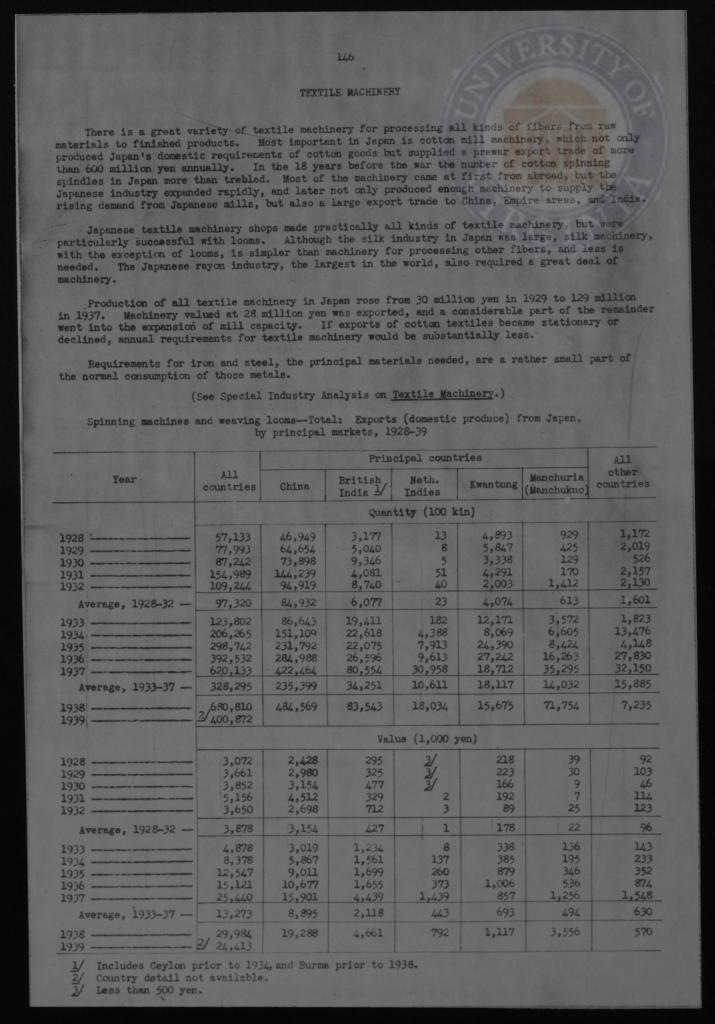 146
TEXTILE MACHINERY
There is a great variety of textile machinery for processing all kinds of fibers from raw
materials to finished products. Most important in Japan is cotton mill machinery, which not only
produced Japan's domestic requirements of cotton goods but supplied a prewar export trade of more
than 600 million yen annually. In the 18 years before the war the number of cotton spinning
spindles in Japan more than trebled. Most of the machinery came at first from abroad, but the
Japanese industry expanded rapidly, and later not only produced enough machinery to supply the
rising demand from Japanese mills, but also a large export trade to China, Empire areas, and India.
Japanese textile machinery shops made practically all kinds of textile machinery, but were
particularly successful with looms. Although the silk industry in Japan was large, silk machinery,
with the exception of looms, is simpler than machinery for processing other fibers, and less is
needed. The Japanese rayon industry, the largest in the world, also required a great deal of
machinery.
Production of all textile machinery in Japan rose from 30 million yen in 1929 to 129 million
in 1937. Machinery valued at 28 million yen was exported, and a considerable part of the remainder
went into the expansion of mill capacity. If exports of cotton textiles became stationary or
declined, annual requirements for textile machinery would be substantially less.
Requirements for iron and steel, the principal materials needed, are a rather small part of
the normal consumption of those metals.
(See Special Industry Analysis on Textile Machinery.)
Spinning machines and weaving looms--Total: Exports (domestic produce) from Japan,
by principal markets, 1928-39
Year | All countries | Principal countries | All other countries
China | British India 1/ | Neth. Indies | Kwantung | Manchuria (Manchukuo)
Quantity (100 kin)
1928 57,133 46,949 3,177 13 4,893 929 1,172
1929 77,993 64,654 5,040 8 5,847 425 2,019
1930 87,242 73,898 9,346 5 3,338 129 526
1931 154,989 144,239 4,081 51 4,291 170 2,157
1932 109,244 94,919 8,740 40 2,003 1,412 2,130
Average, 1928-32 — 97,320 84,932 6,077 23 4,074 613 1,601
1933 123,802 86,643 19,411 182 12,171 3,572 1,823
1934 206,265 151,109 22,618 4,388 8,069 6,605 13,476
1935 298,742 231,792 22,075 7,913 24,390 8,424 4,148
1936 392,532 284,988 26,596 9,613 27,242 16,263 27,830
1937 620,133 422,464 80,554 30,958 18,712 35,295 32,150
Average, 1933-37 — 328,295 235,399 34,251 10,611 18,117 14,032 15,885
1938 2/680,810 484,569 83,543 18,034 15,675 71,754 7,235
1939 2/400,872
Value (1,000 yen)
1928 3,072 2,428 295 3/ 218 39 92
1929 3,661 2,980 325 3/ 223 30 103
1930 3,852 3,154 477 3/ 166 9 46
1931 5,156 4,512 329 2 192 7 114
1932 3,650 2,698 712 3 89 25 123
Average, 1928-32 — 3,878 3,154 427 1 178 22 96
1933 4,878 3,019 1,234 8 338 136 143
1934 8,378 5,867 1,561 137 385 195 233
1935 12,547 9,011 1,699 260 879 346 352
1936 15,121 10,677 1,655 373 1,006 536 874
1937 25,440 15,901 4,439 1,439 857 1,256 1,548
Average, 1933-37 — 13,273 8,895 2,118 443 693 494 630
1938 29,984 19,288 4,661 792 1,117 3,556 570
1939 2/ 24,413
1/ Includes Ceylon prior to 1934, and Burma prior to 1938.
2/ Country detail not available.
3/ Less than 500 yen.
UNIVERSITY OF